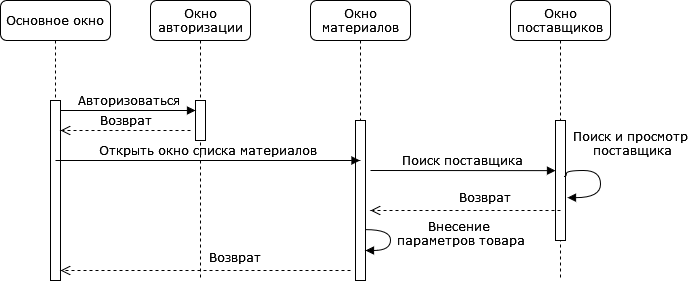 Основное окно
Окно
авторизации
Окно
материалов
Окно
поставщиков
Авторизоваться
Возврат
Открыть окно списка материалов
Поиск поставщика
Поиск и просмотр
поставщика
Возврат
Внесение
параметров товара
Возврат